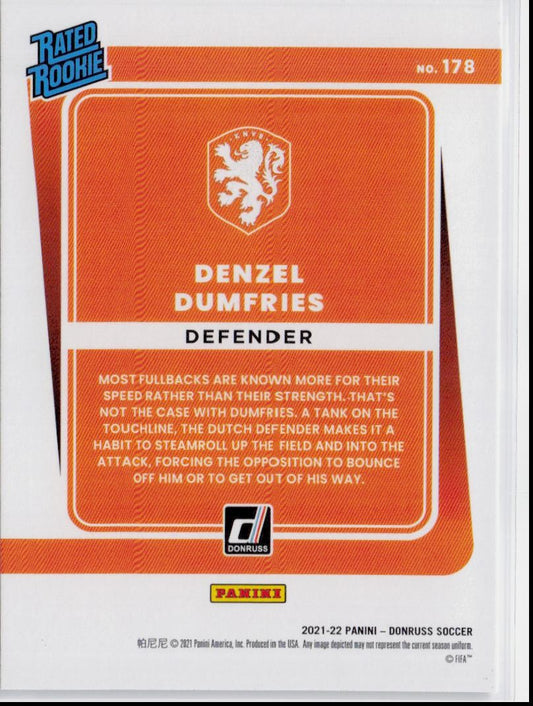 RATED
ROOKIE
NO. 178
KNVB
DENZEL
DUMFRIES
DEFENDER
MOST FULLBACKS ARE KNOWN MORE FOR THEIR
SPEED RATHER THAN THEIR STRENGTH. THAT'S
NOT THE CASE WITH DUMFRIES. A TANK ON THE
TOUCHLINE, THE DUTCH DEFENDER MAKES IT A
HABIT TO STEAMROLL UP THE FIELD AND INTO THE
ATTACK, FORCING THE OPPOSITION TO BOUNCE
OFF HIM OR TO GET OUT OF HIS WAY.
d
DONRUSS
PANINI
2021-22 PANINI – DONRUSS SOCCER
帕尼尼 © 2021 Panini America, Inc. Produced in the USA. Any image depicted may not represent the current season uniform.
© FIFA™